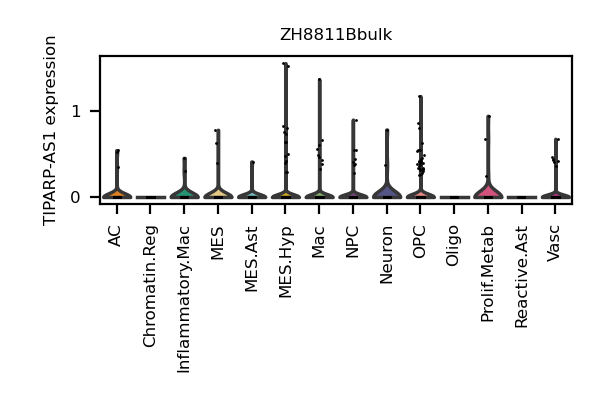 ZH8811Bbulk
TIPARP-AS1 expression
1
0
AC
Chromatin.Reg
Inflammatory.Mac
MES
MES.Ast
MES.Hyp
Mac
NPC
Neuron
OPC
Oligo
Prolif.Metab
Reactive.Ast
Vasc